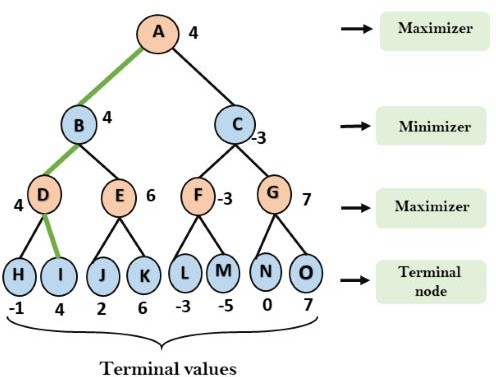 A 4 Maximizer
B 4 C -3 Minimizer
4 D E 6 F -3 G 7 Maximizer
H I J K L M N O Terminal
node
-1 4 2 6 -3 -5 0 7
Terminal values